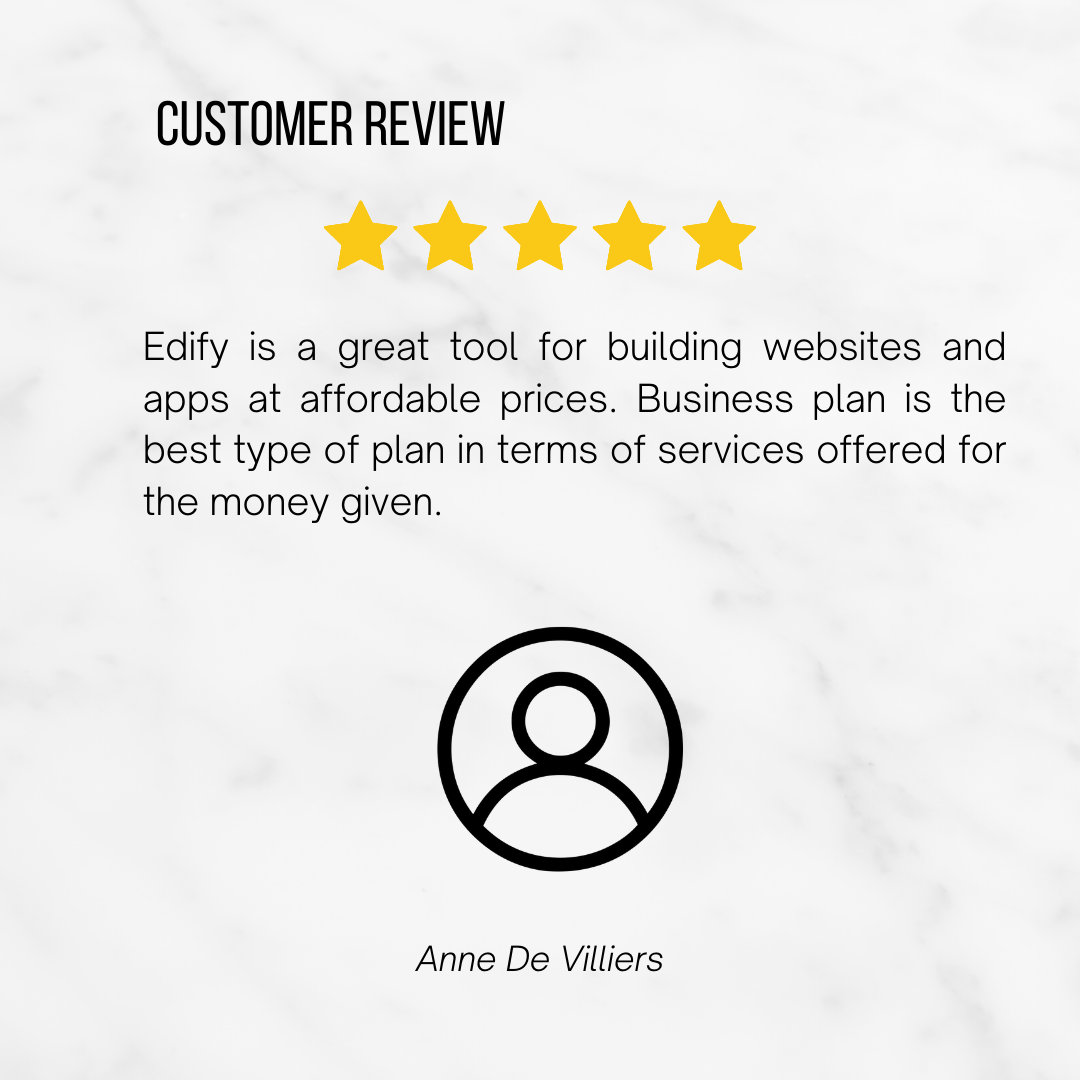 CUSTOMER REVIEW
Edify is a great tool for building websites and
apps at affordable prices. Business plan is the
best type of plan in terms of services offered for
the money given.
Anne De Villiers